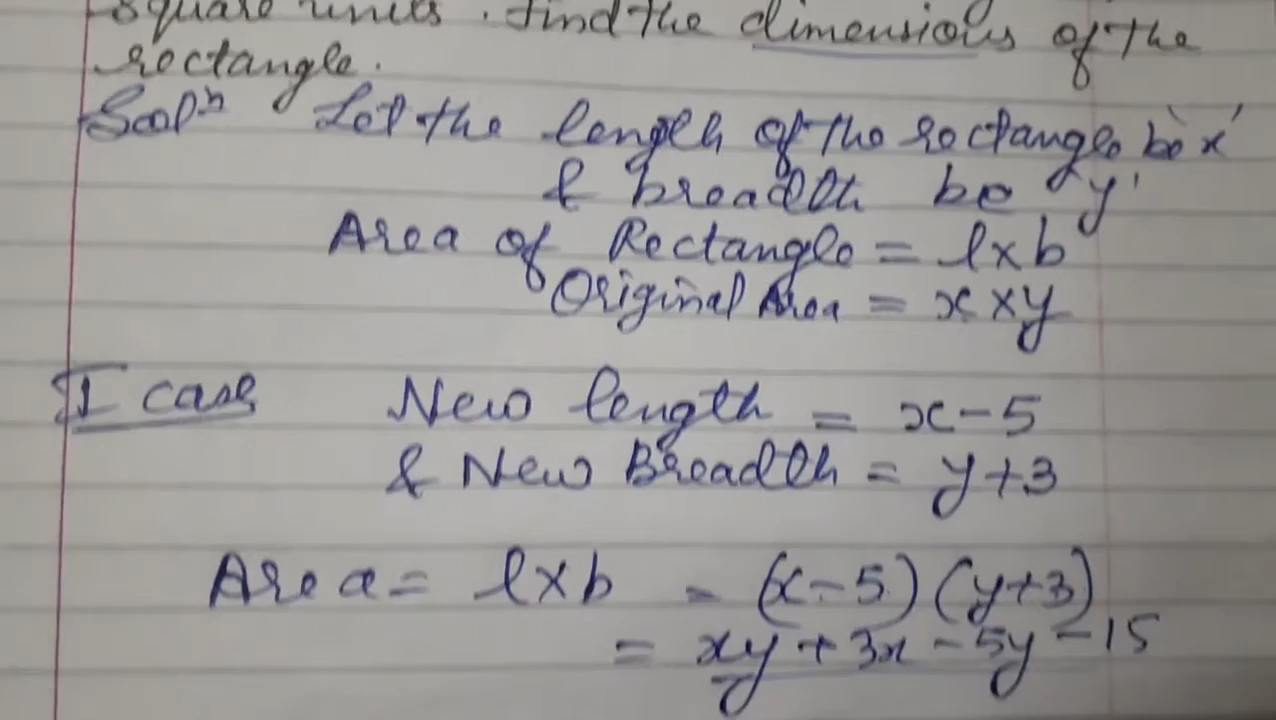 square units. find the dimensions of the
rectangle.
Solⁿ Let the length of the rectangle be 'x'
& breadth be 'y'
Area of Rectangle = l×b
Original Area = x×y
I case New length = x-5
& New Breadth = y+3
Area = l×b = (x-5)(y+3)
= xy + 3x - 5y - 15